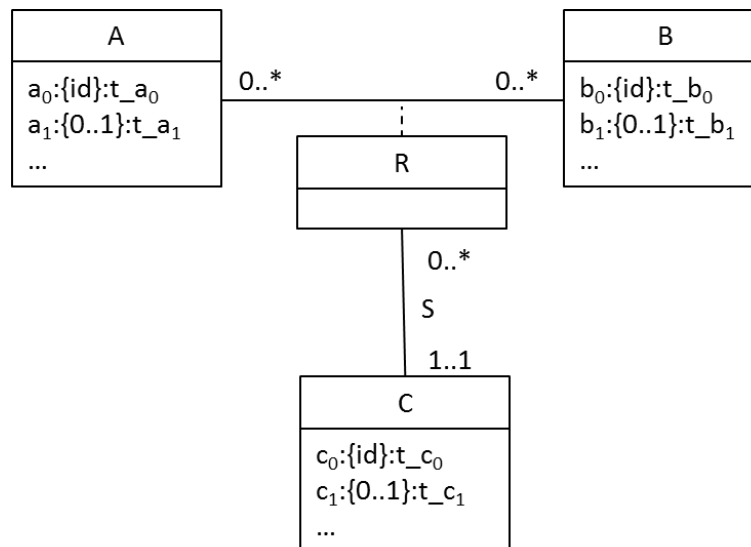 A
a₀:{id}:t_a₀
a₁:{0..1}:t_a₁
...
0..*
0..*
B
b₀:{id}:t_b₀
b₁:{0..1}:t_b₁
...
R
0..*
S
1..1
C
c₀:{id}:t_c₀
c₁:{0..1}:t_c₁
...